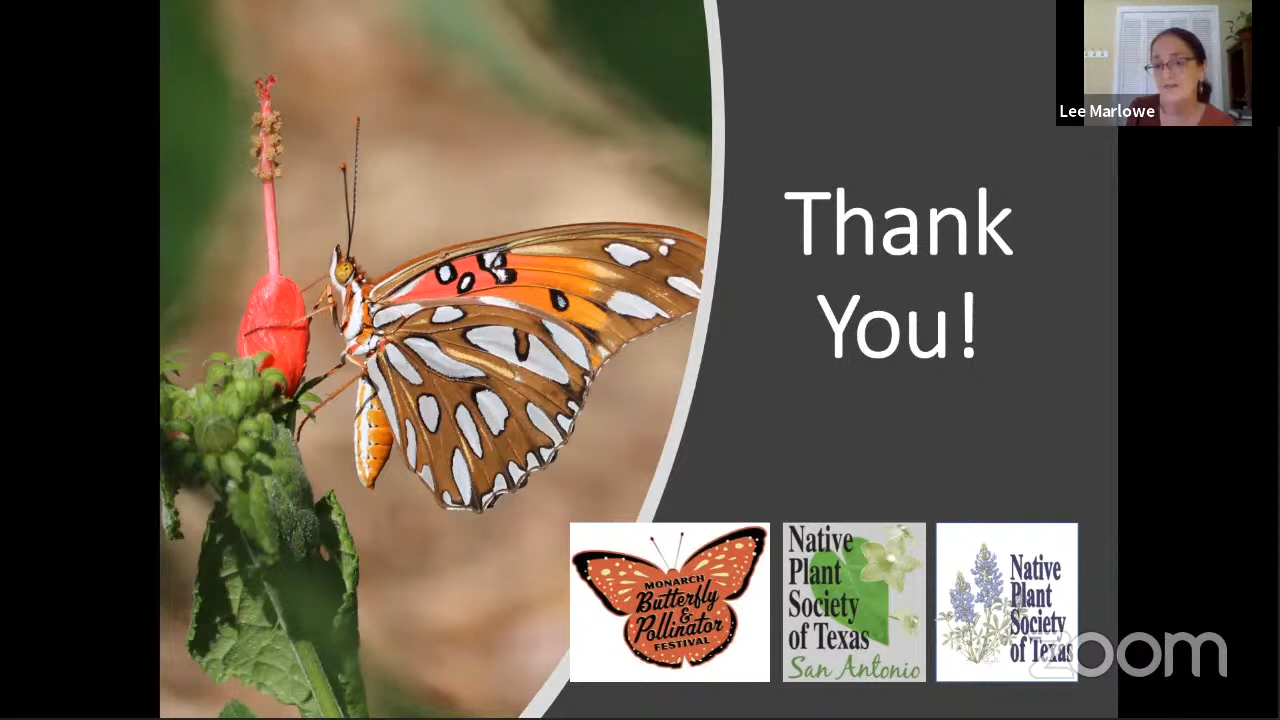 Lee Marlowe
Thank
You!
MONARCH
Butterfly
&
Pollinator
FESTIVAL
Native
Plant
Society
of Texas
San Antonio
Native
Plant
Society
of Texas
zoom